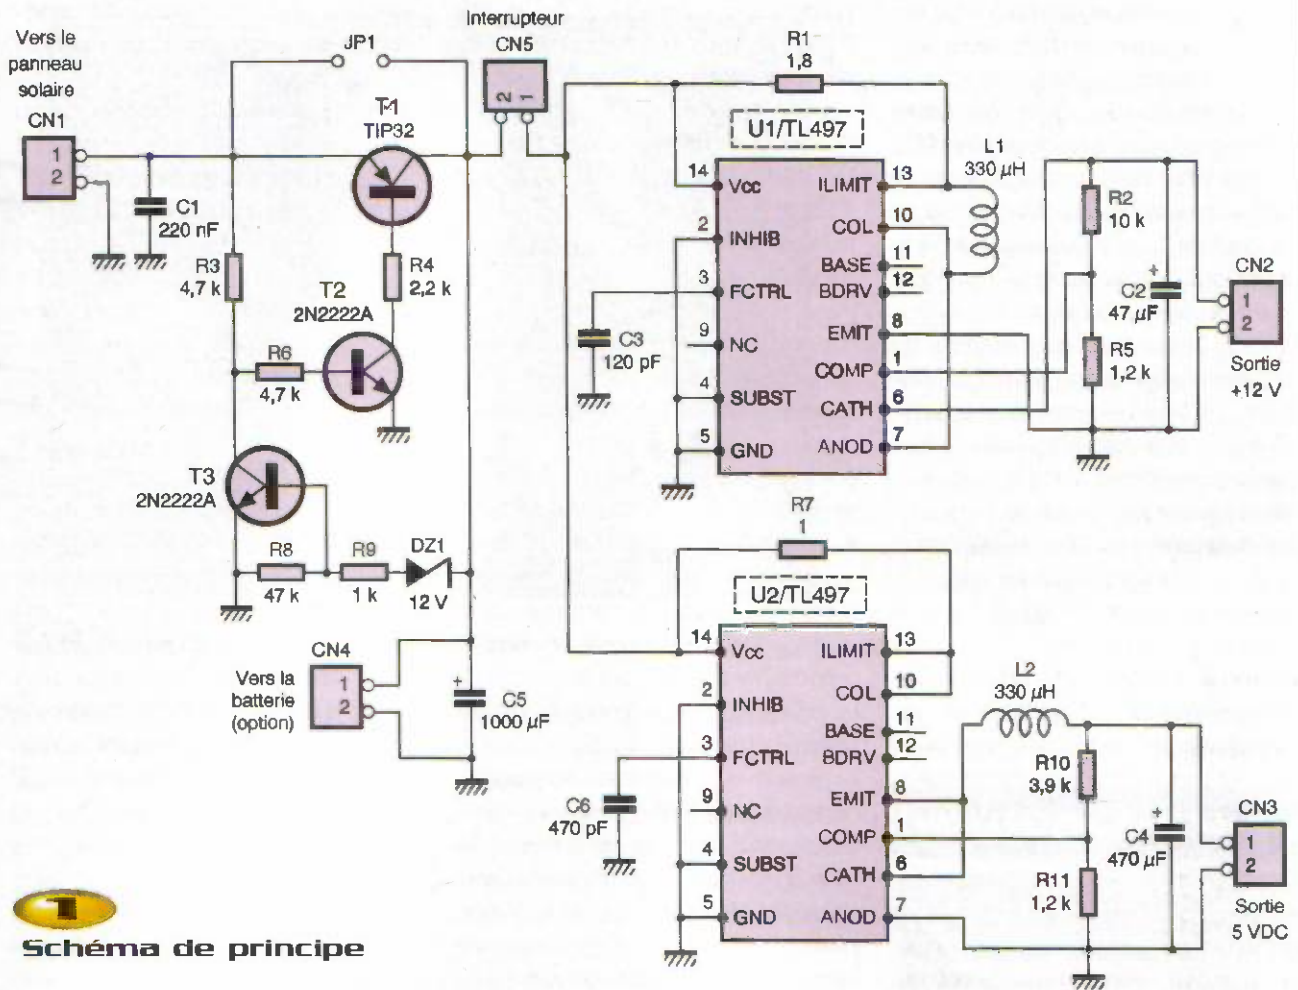 Vers le
panneau
solaire
CN1
1
2
C1
220 nF
JP1
T1
TIP32
Interrupteur
CN5
2
1
R3
4,7 k
R4
2,2 k
T2
2N2222A
R6
4,7 k
T3
2N2222A
R8
47 k
R9
1 k
DZ1
12 V
Vers la
batterie
(option)
CN4
1
2
+
C5
1000 µF
R1
1,8
U1/TL497
14 Vcc
2 INHIB
3 FCTRL
9 NC
4 SUBST
5 GND
ILIMIT 13
COL 10
BASE 11
BDRV 12
EMIT 8
COMP 1
CATH 6
ANOD 7
C3
120 pF
L1
330 µH
R2
10 k
R5
1,2 k
+
C2
47 µF
CN2
1
2
Sortie
+12 V
R7
1
U2/TL497
14 Vcc
2 INHIB
3 FCTRL
9 NC
4 SUBST
5 GND
ILIMIT 13
COL 10
BASE 11
BDRV 12
EMIT 8
COMP 1
CATH 6
ANOD 7
C6
470 pF
L2
330 µH
R10
3,9 k
R11
1,2 k
+
C4
470 µF
CN3
1
2
Sortie
5 VDC
1
Schéma de principe